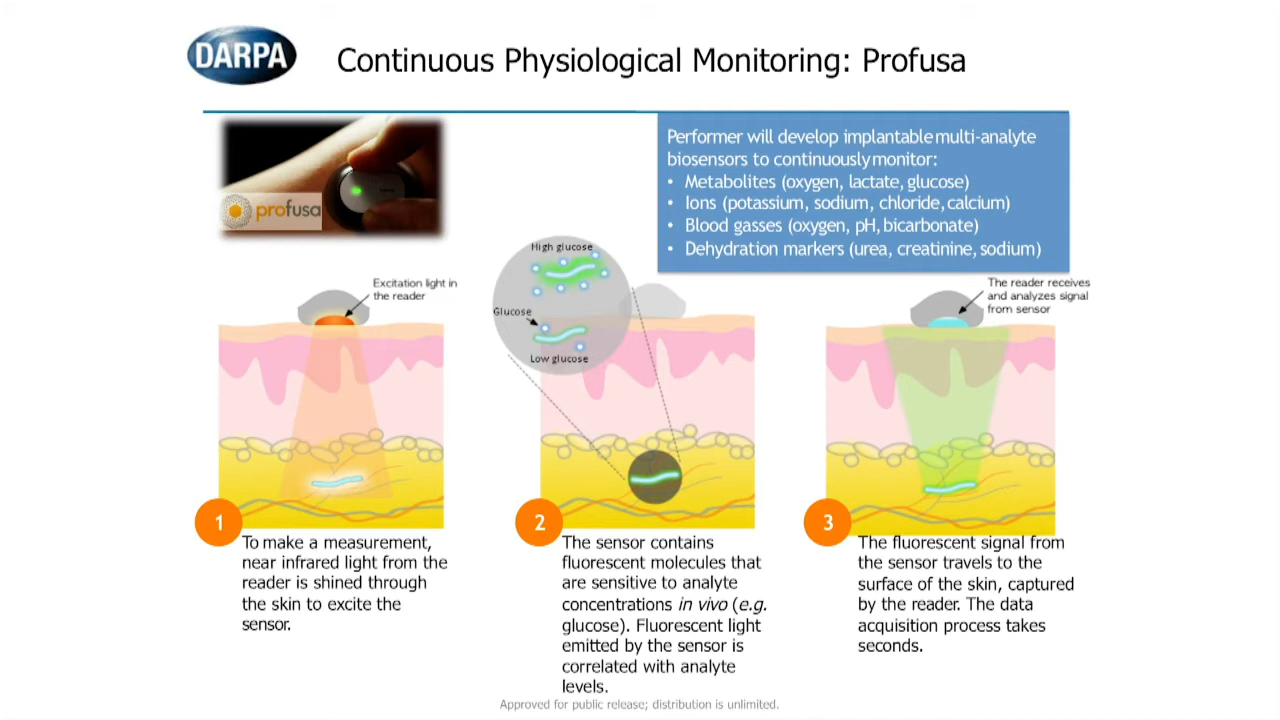 DARPA
Continuous Physiological Monitoring: Profusa
profusa
Performer will develop implantable multi-analyte
biosensors to continuously monitor:
• Metabolites (oxygen, lactate, glucose)
• Ions (potassium, sodium, chloride, calcium)
• Blood gasses (oxygen, pH, bicarbonate)
• Dehydration markers (urea, creatinine, sodium)
Excitation light in
the reader
High glucose
Glucose
Low glucose
The reader receives
and analyzes signal
from sensor
1
To make a measurement,
near infrared light from the
reader is shined through
the skin to excite the
sensor.
2
The sensor contains
fluorescent molecules that
are sensitive to analyte
concentrations in vivo (e.g.
glucose). Fluorescent light
emitted by the sensor is
correlated with analyte
levels.
3
The fluorescent signal from
the sensor travels to the
surface of the skin, captured
by the reader. The data
acquisition process takes
seconds.
Approved for public release; distribution is unlimited.